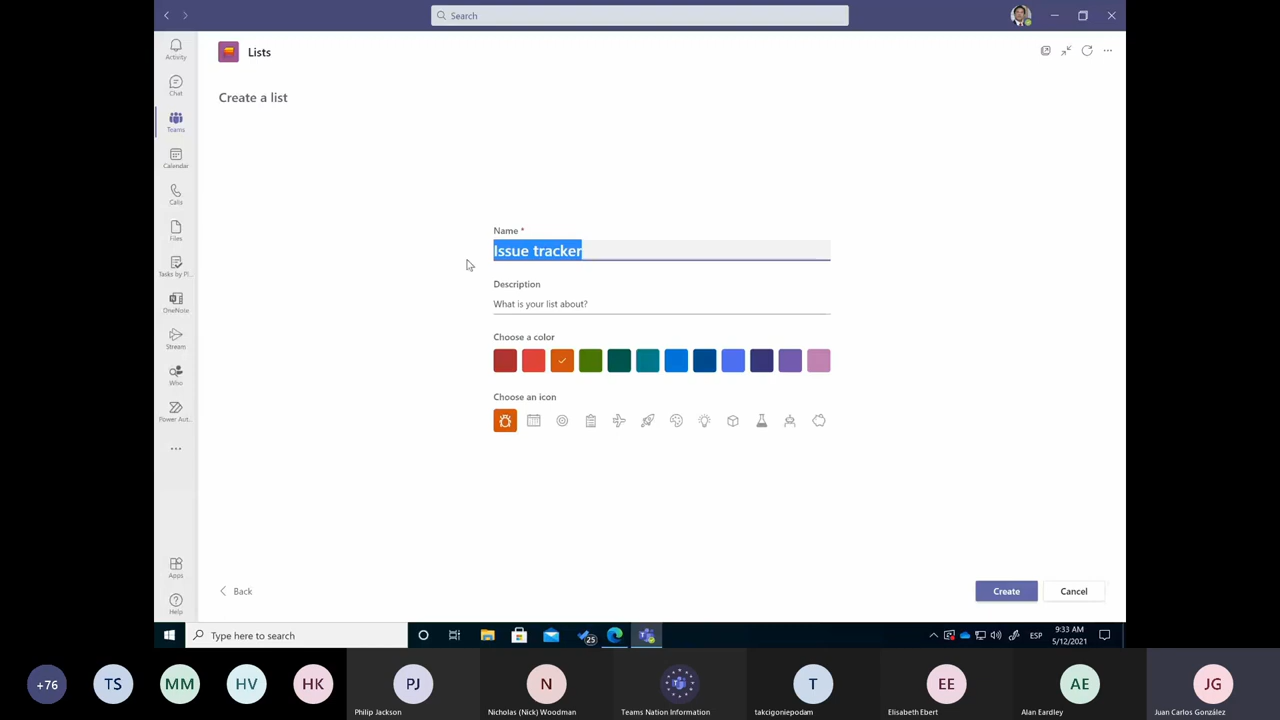 Search
Activity
Chat
Teams
Calendar
Calls
Files
Tasks by Pl...
OneNote
Stream
Who
Power Aut...
Apps
Help
Lists
Create a list
Name *
Issue tracker
Description
What is your list about?
Choose a color
Choose an icon
Back
Create
Cancel
Type here to search
25
ESP
9:33 AM
5/12/2021
+76
TS
MM
HV
HK
PJ
Philip Jackson
N
Nicholas (Nick) Woodman
Teams Nation Information
T
takcigoniepodam
EE
Elisabeth Ebert
AE
Alan Eardley
JG
Juan Carlos González